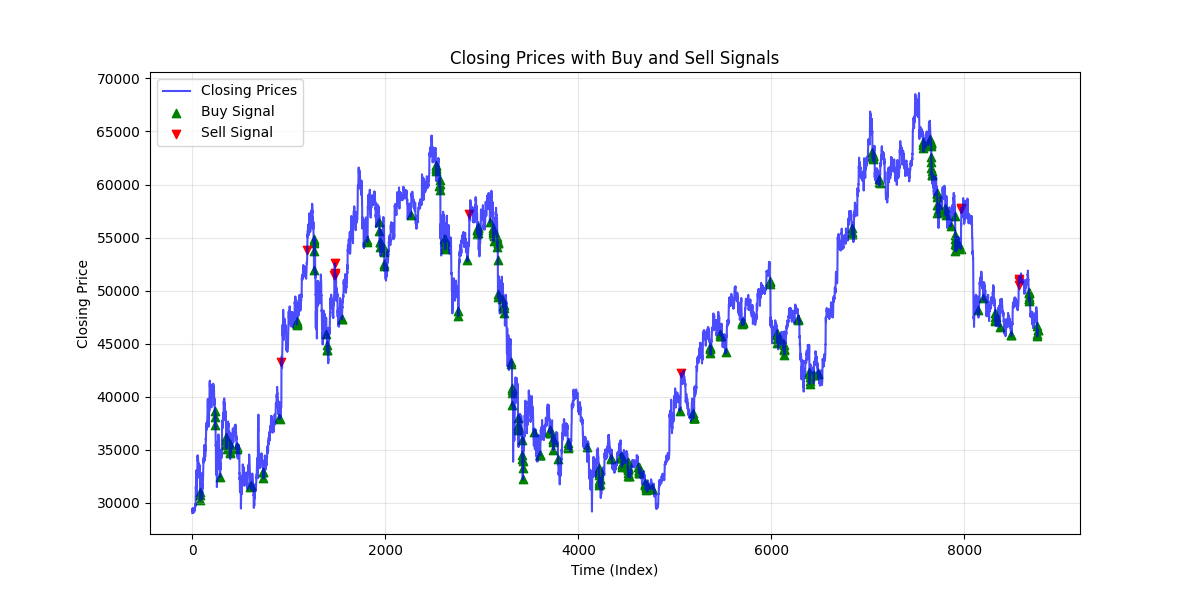 Closing Prices with Buy and Sell Signals
Closing Prices
Buy Signal
Sell Signal
Closing Price
70000
65000
60000
55000
50000
45000
40000
35000
30000
0
2000
4000
6000
8000
Time (Index)